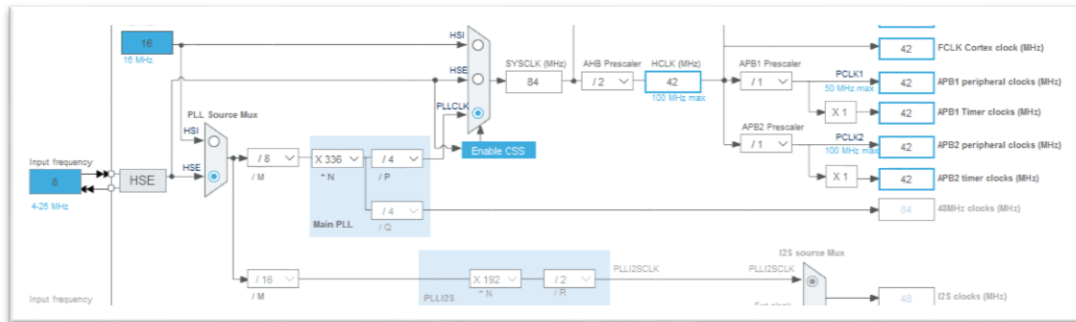 16
16 MHz
HSI
HSE
PLLCLK
SYSCLK (MHz)
84
AHB Prescaler
/ 2
HCLK (MHz)
42
100 MHz max
APB1 Prescaler
/ 1
PCLK1
50 MHz max
X 1
APB2 Prescaler
/ 1
PCLK2
100 MHz max
X 1
42
FCLK Cortex clock (MHz)
42
APB1 peripheral clocks (MHz)
42
APB1 Timer clocks (MHz)
42
APB2 peripheral clocks (MHz)
42
APB2 timer clocks (MHz)
84
48MHz clocks (MHz)
Enable CSS
PLL Source Mux
HSI
HSE
Input frequency
8
4-26 MHz
HSE
/ 8
/ M
X 336
* N
/ 4
/ P
/ 4
/ Q
Main PLL
/ 16
/ M
PLLI2S
X 192
* N
/ 2
/ R
PLLI2SCLK
I2S source Mux
PLLI2SCLK
48
I2S clocks (MHz)
Input frequency